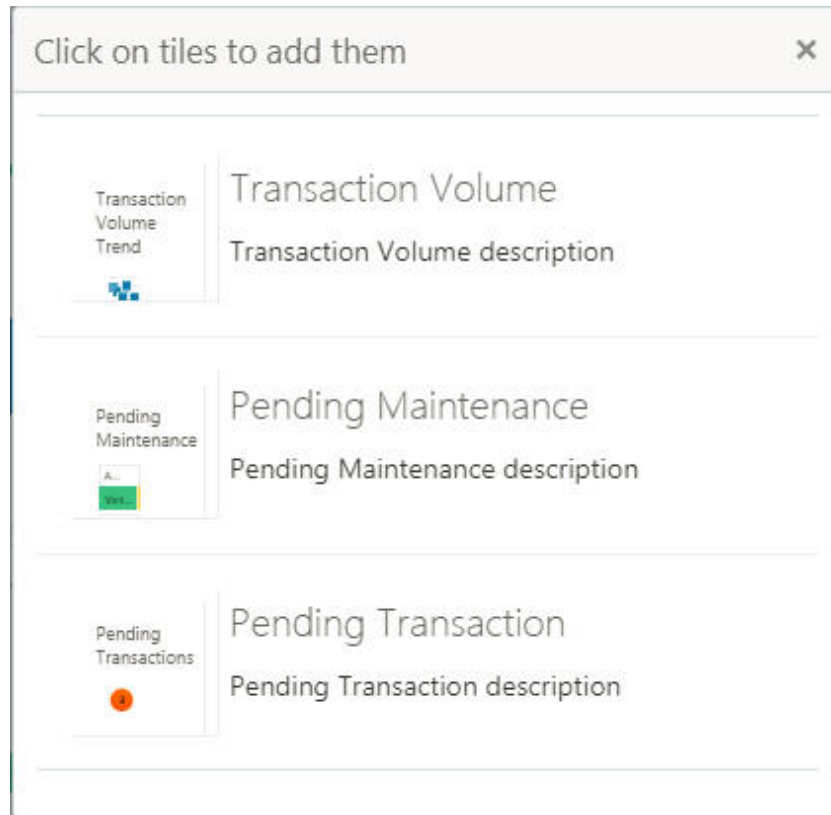 Click on tiles to add them
Transaction
Volume
Trend
Transaction Volume
Transaction Volume description
Pending
Maintenance
A...
Pending Maintenance
Pending Maintenance description
Pending
Transactions
Pending Transaction
Pending Transaction description